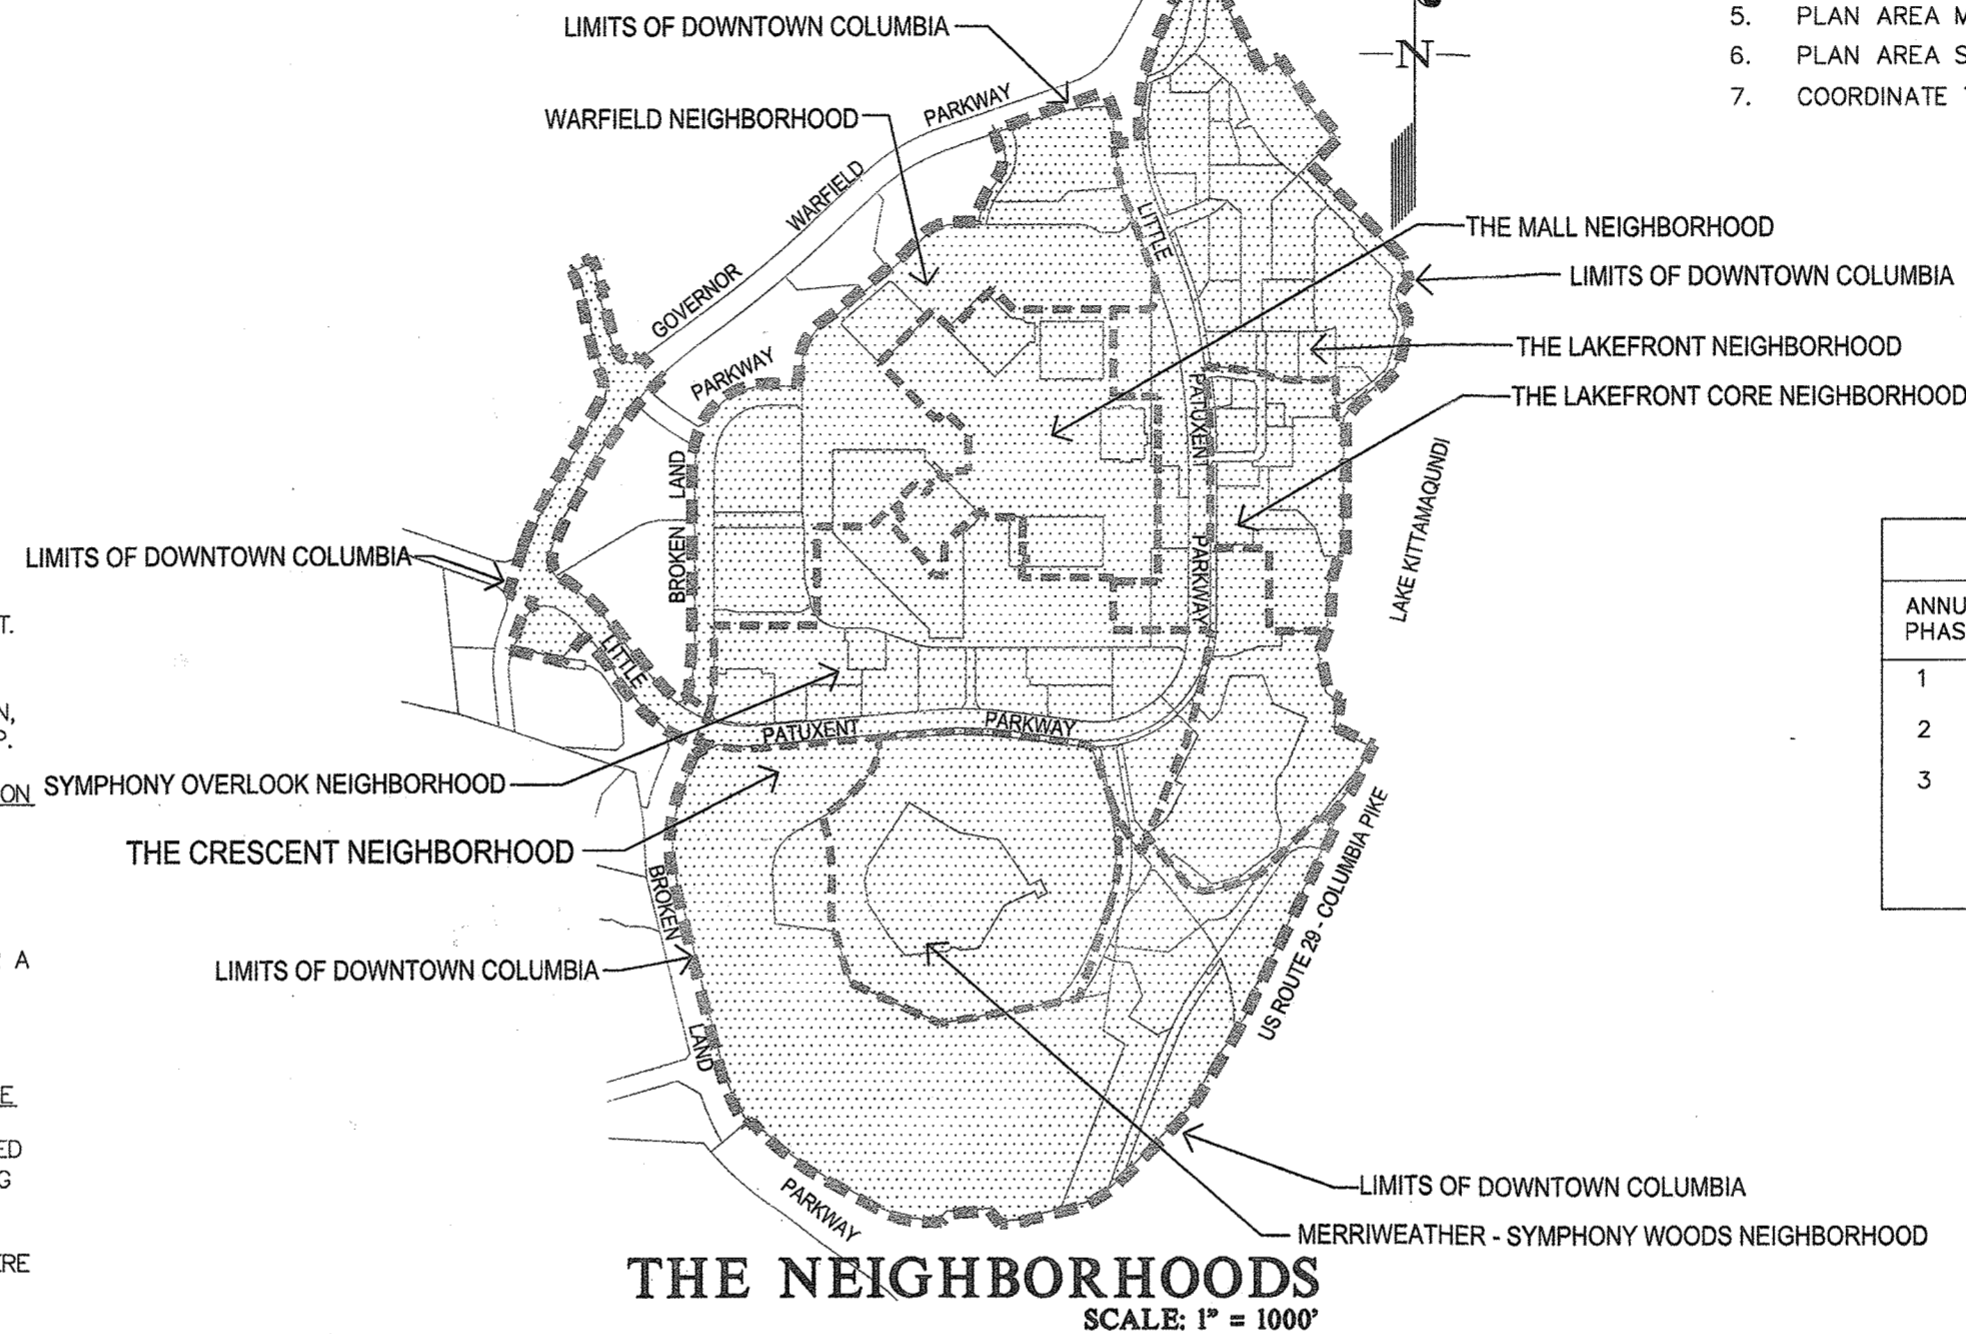 LIMITS OF DOWNTOWN COLUMBIA
N
5. PLAN AREA
6. PLAN AREA
7. COORDINATE
WARFIELD NEIGHBORHOOD
PARKWAY
WARFIELD
GOVERNOR
LITTLE
THE MALL NEIGHBORHOOD
LIMITS OF DOWNTOWN COLUMBIA
THE LAKEFRONT NEIGHBORHOOD
PARKWAY
PATUXENT
THE LAKEFRONT CORE NEIGHBORHOOD
LAND
BROKEN
LAKE KITTAMAQUNDI
PARKWAY
LIMITS OF DOWNTOWN COLUMBIA
T.
ANNU
PHAS
1
2
3
LITTLE
N,
P.
PATUXENT PARKWAY
ON
SYMPHONY OVERLOOK NEIGHBORHOOD
THE CRESCENT NEIGHBORHOOD
US ROUTE 29 - COLUMBIA PIKE
BROKEN
A
LIMITS OF DOWNTOWN COLUMBIA
LAND
E
ED
G
PARKWAY
LIMITS OF DOWNTOWN COLUMBIA
MERRIWEATHER - SYMPHONY WOODS NEIGHBORHOOD
ERE
THE NEIGHBORHOODS
SCALE: 1" = 1000'